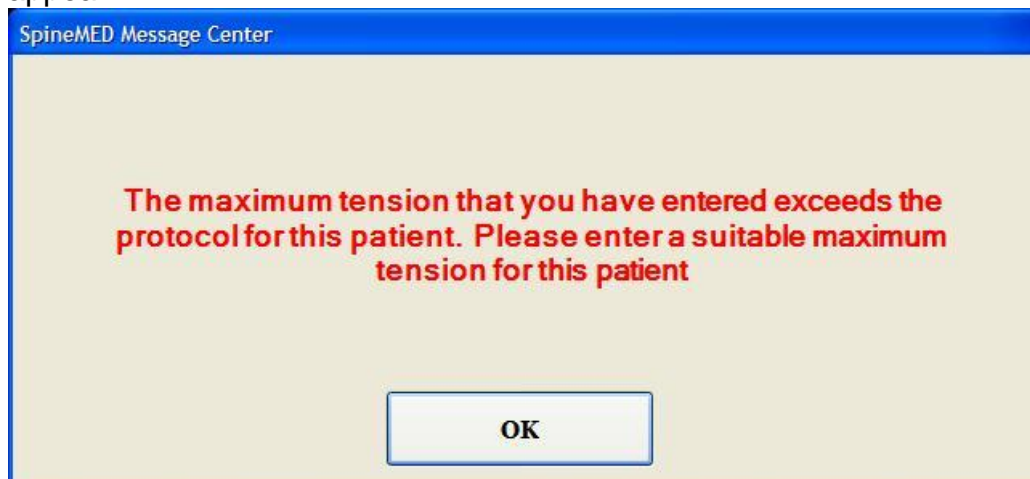 SpineMED Message Center
The maximum tension that you have entered exceeds the
protocol for this patient. Please enter a suitable maximum
tension for this patient
OK